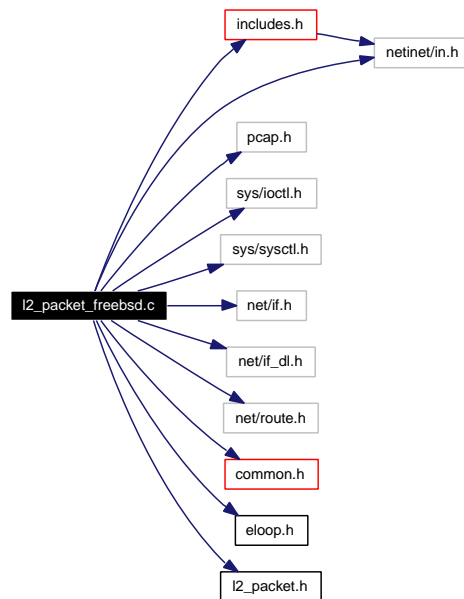 includes.h
netinet/in.h
pcap.h
sys/ioctl.h
sys/sysctl.h
l2_packet_freebsd.c
net/if.h
net/if_dl.h
net/route.h
common.h
eloop.h
l2_packet.h